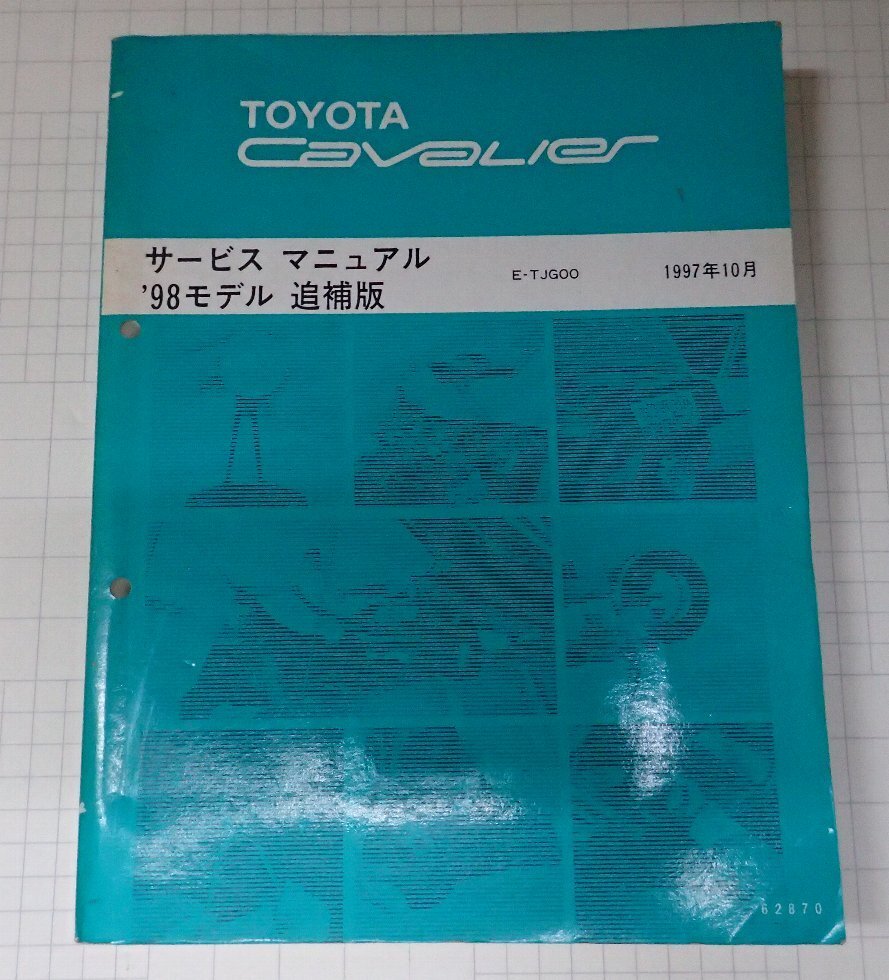 TOYOTA
Cavalier
サービス マニュアル
'98モデル 追補版
E-TJG00
1997年10月
62870